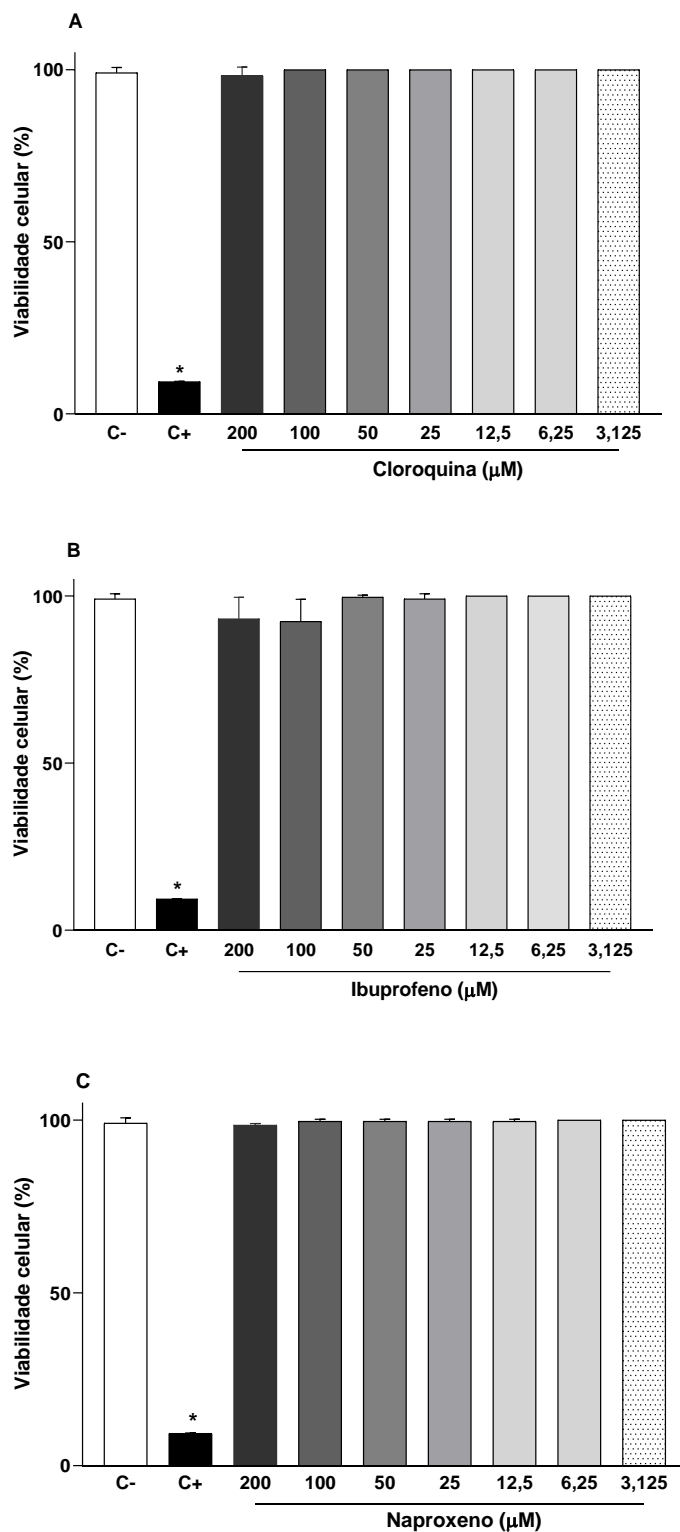 A
Viabilidade celular (%)
100
50
0
*
C- C+ 200 100 50 25 12,5 6,25 3,125
Cloroquina (µM)
B
Viabilidade celular (%)
100
50
0
*
C- C+ 200 100 50 25 12,5 6,25 3,125
Ibuprofeno (µM)
C
Viabilidade celular (%)
100
50
0
*
C- C+ 200 100 50 25 12,5 6,25 3,125
Naproxeno (µM)